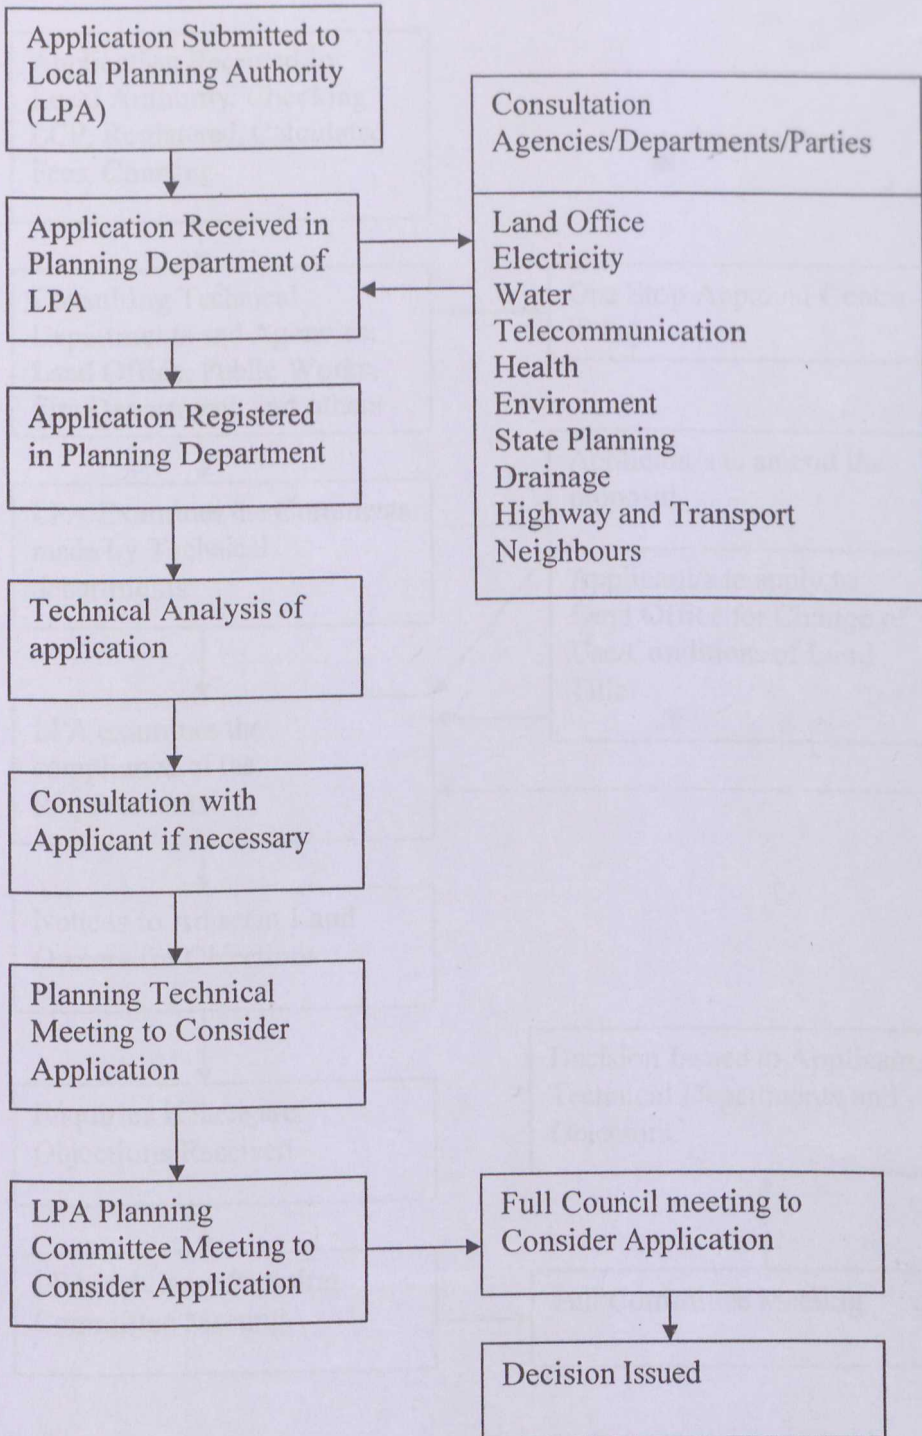 Application Submitted to
Local Planning Authority
(LPA)
Application Received in
Planning Department of
LPA
Consultation
Agencies/Departments/Parties
Land Office
Electricity
Water
Telecommunication
Health
Environment
State Planning
Drainage
Highway and Transport
Neighbours
Application Registered
in Planning Department
Technical Analysis of
application
Consultation with
Applicant if necessary
Planning Technical
Meeting to Consider
Application
LPA Planning
Committee Meeting to
Consider Application
Full Council meeting to
Consider Application
Decision Issued